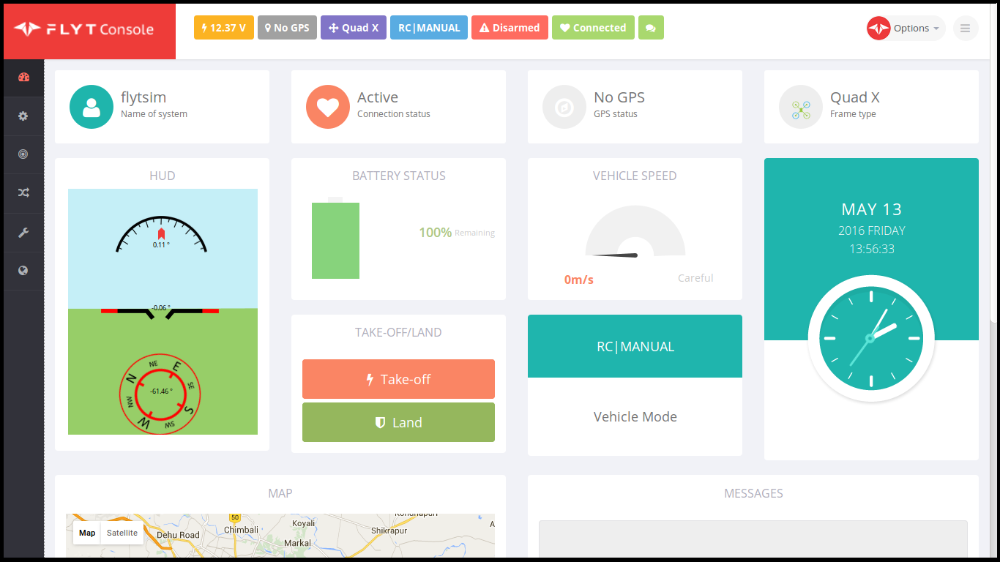 FLYT Console
12.37 V
No GPS
Quad X
RC|MANUAL
Disarmed
Connected
Options
flytsim
Name of system
Active
Connection status
No GPS
GPS status
Quad X
Frame type
HUD
0.11 °
-0.06 °
N
NE
E
SE
S
SW
W
NW
-61.46 °
BATTERY STATUS
100% Remaining
VEHICLE SPEED
0m/s
Careful
MAY 13
2016 FRIDAY
13:56:33
TAKE-OFF/LAND
Take-off
Land
RC|MANUAL
Vehicle Mode
MAP
Map
Satellite
50
Dehu Road
Chimbali
Koyali
Markal
Shikrapur
A
MESSAGES